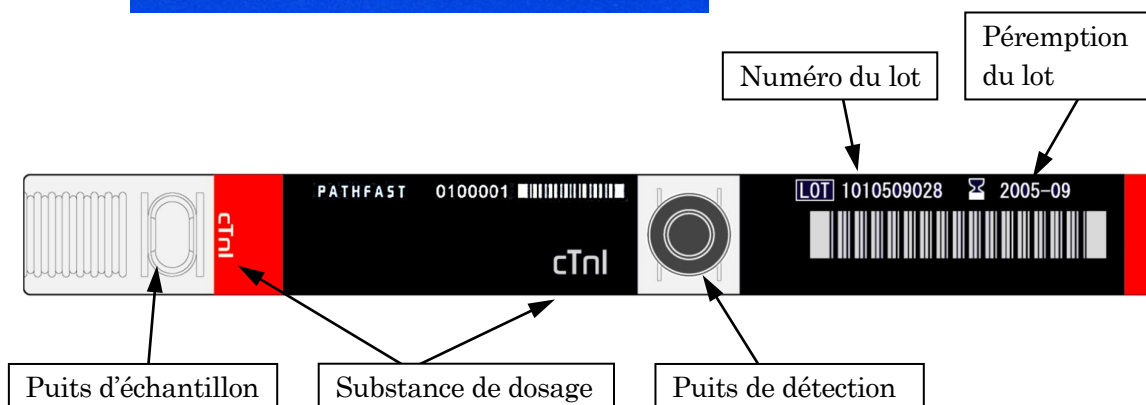 Péremption
du lot
Numéro du lot
PATHFAST 0100001
LOT 1010509028 2005-09
cTnI
cTnI
Puits d'échantillon
Substance de dosage
Puits de détection